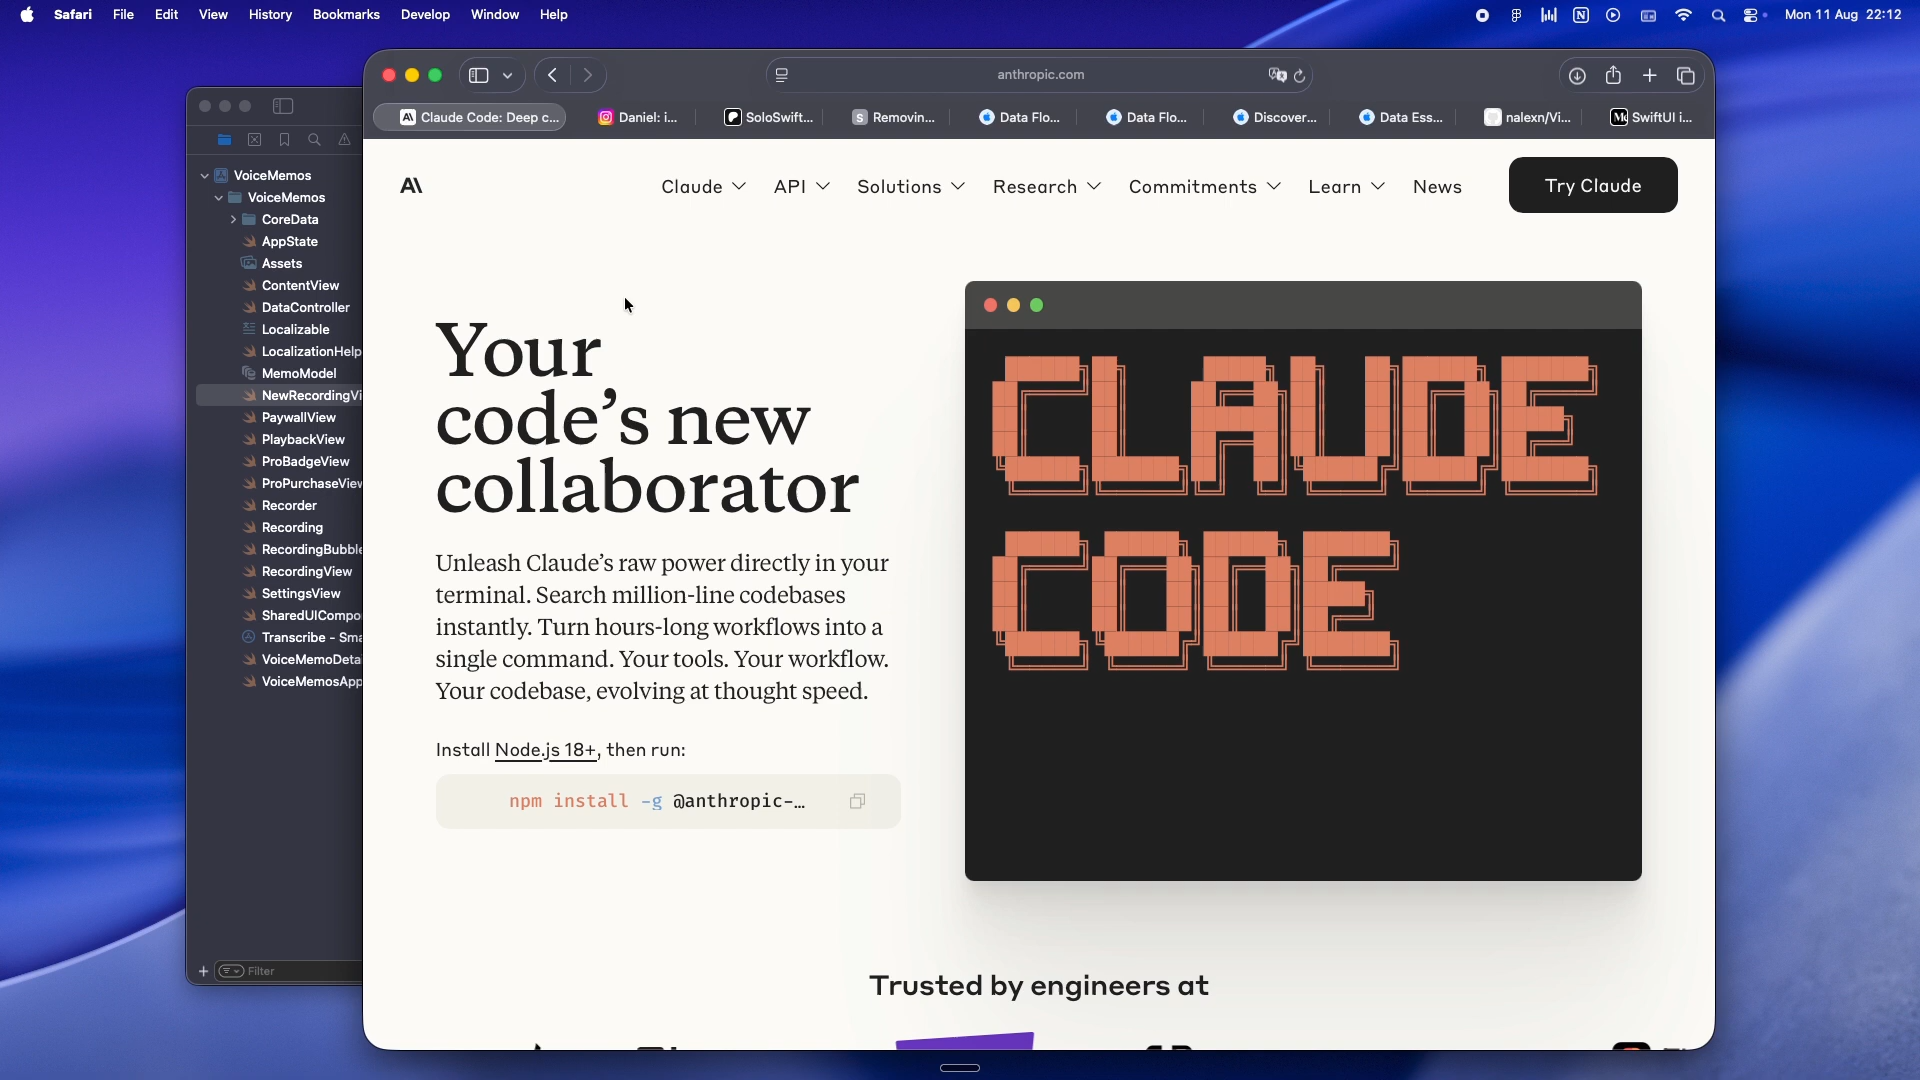 Safari File Edit View History Bookmarks Develop Window Help
Mon 11 Aug 22:12
anthropic.com
Claude Code: Deep c... Daniel: i... SoloSwift... Removin... Data Flo... Data Flo... Discover... Data Ess... nalexn/Vi... SwiftUI i...
VoiceMemos
VoiceMemos
CoreData
AppState
Assets
ContentView
DataController
Localizable
LocalizationHelp
MemoModel
NewRecordingVi
PaywallView
PlaybackView
ProBadgeView
ProPurchaseView
Recorder
Recording
RecordingBubble
RecordingView
SettingsView
SharedUICompo
Transcribe - Sma
VoiceMemoDeta
VoiceMemosApp
Filter
Claude API Solutions Research Commitments Learn News Try Claude
Your
code’s new
collaborator
Unleash Claude’s raw power directly in your
terminal. Search million-line codebases
instantly. Turn hours-long workflows into a
single command. Your tools. Your workflow.
Your codebase, evolving at thought speed.
Install Node.js 18+, then run:
npm install -g @anthropic-...
CLAUDE
CODE
Trusted by engineers at